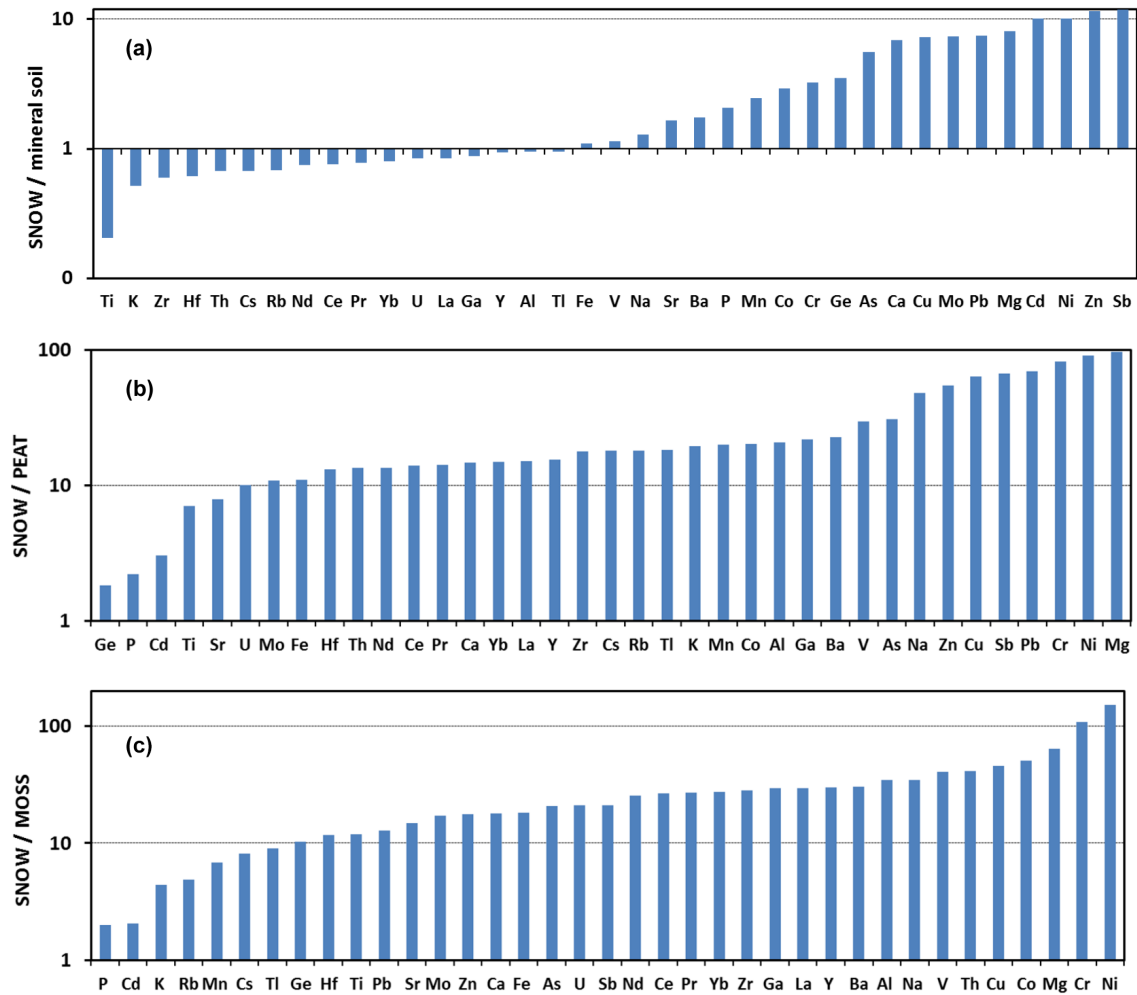 10
(a)
SNOW / mineral soil
1
0
Ti K Zr Hf Th Cs Rb Nd Ce Pr Yb U La Ga Y Al Tl Fe V Na Sr Ba P Mn Co Cr Ge As Ca Cu Mo Pb Mg Cd Ni Zn Sb
100
(b)
SNOW / PEAT
10
1
Ge P Cd Ti Sr U Mo Fe Hf Th Nd Ce Pr Ca Yb La Y Zr Cs Rb Tl K Mn Co Al Ga Ba V As Na Zn Cu Sb Pb Cr Ni Mg
100
(c)
SNOW / MOSS
10
1
P Cd K Rb Mn Cs Tl Ge Hf Ti Pb Sr Mo Zn Ca Fe As U Sb Nd Ce Pr Yb Zr Ga La Y Ba Al Na V Th Cu Co Mg Cr Ni